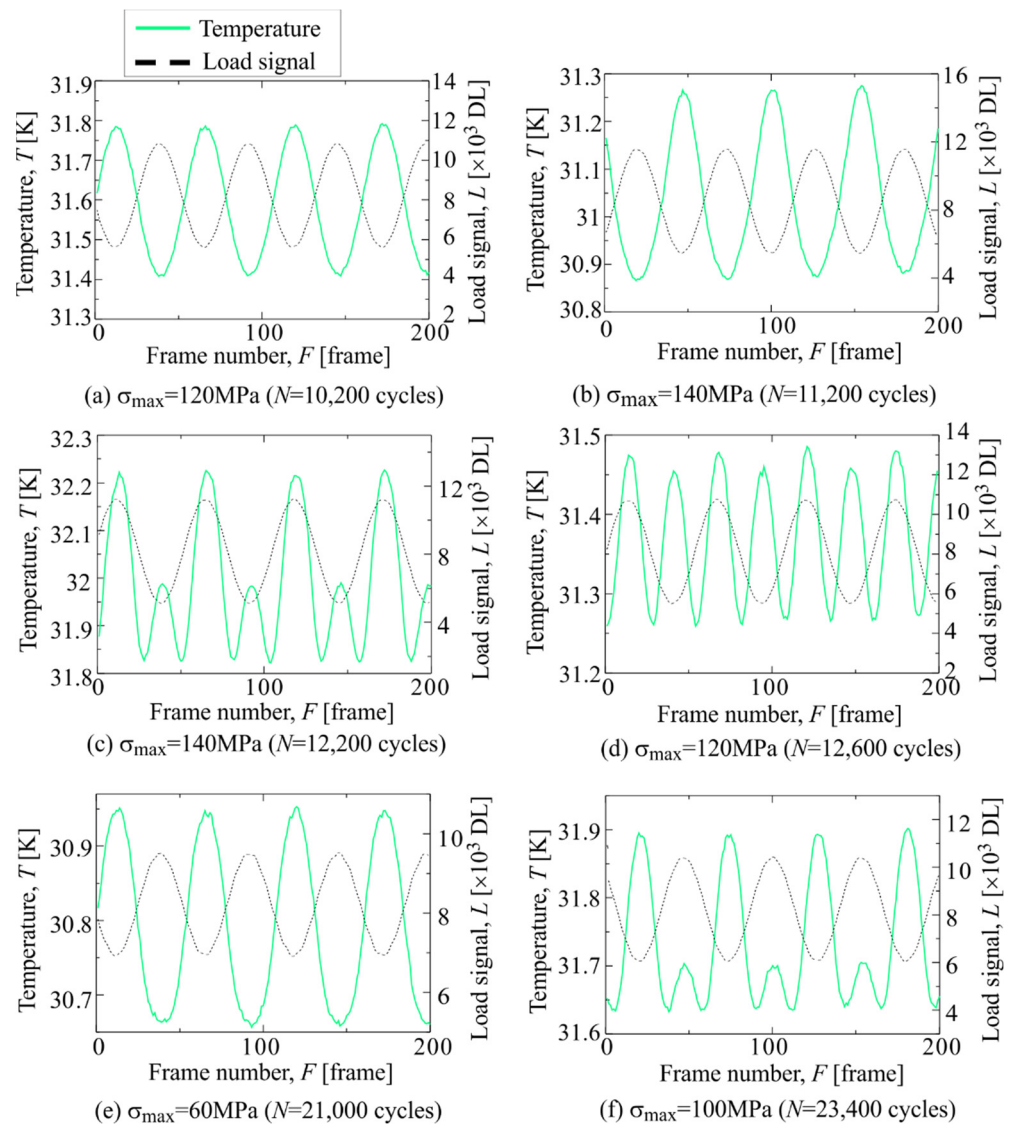 Temperature
Load signal
31.9
31.8
31.7
31.6
31.5
31.4
31.3
Temperature, T [K]
14
12
10
8
6
4
2
Load signal, L [×10³ DL]
0 100 200
Frame number, F [frame]
(a) σmax=120MPa (N=10,200 cycles)
31.3
31.2
31.1
31
30.9
30.8
Temperature, T [K]
16
12
8
4
Load signal, L [×10³ DL]
0 100 200
Frame number, F [frame]
(b) σmax=140MPa (N=11,200 cycles)
32.3
32.2
32.1
32
31.9
31.8
Temperature, T [K]
12
8
4
Load signal, L [×10³ DL]
0 100 200
Frame number, F [frame]
(c) σmax=140MPa (N=12,200 cycles)
31.5
31.4
31.3
31.2
Temperature, T [K]
14
12
10
8
6
4
2
Load signal, L [×10³ DL]
0 100 200
Frame number, F [frame]
(d) σmax=120MPa (N=12,600 cycles)
30.9
30.8
30.7
Temperature, T [K]
10
8
6
Load signal, L [×10³ DL]
0 100 200
Frame number, F [frame]
(e) σmax=60MPa (N=21,000 cycles)
31.9
31.8
31.7
31.6
Temperature, T [K]
12
10
8
6
4
Load signal, L [×10³ DL]
0 100 200
Frame number, F [frame]
(f) σmax=100MPa (N=23,400 cycles)